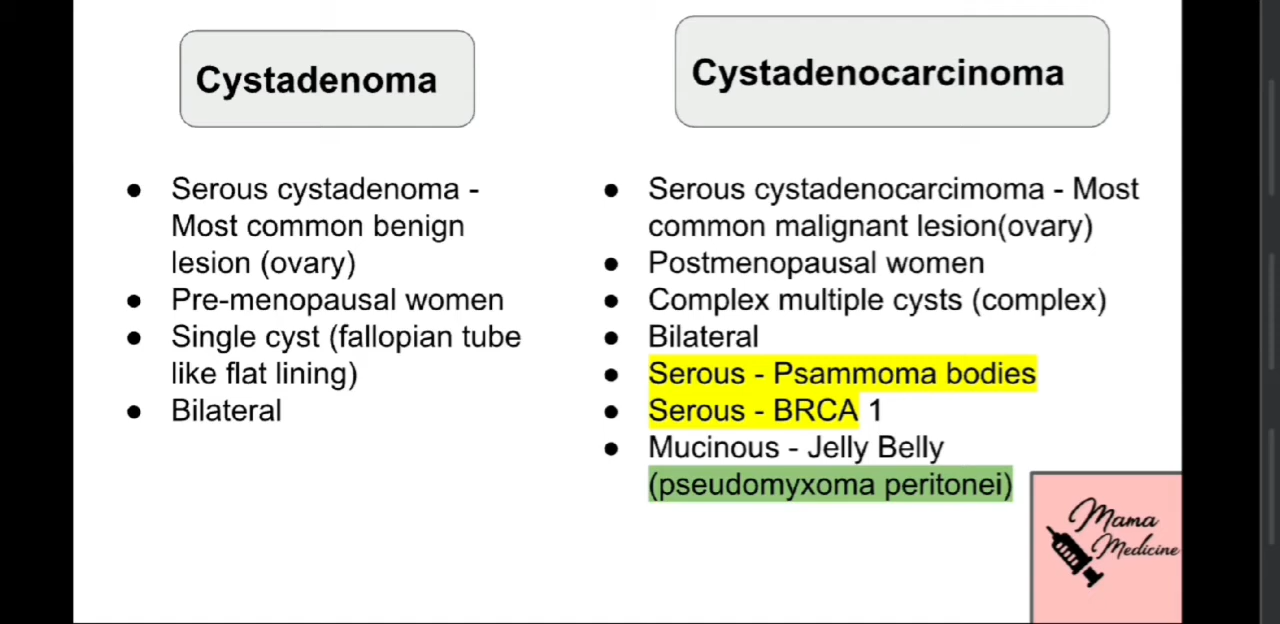 Cystadenoma
● Serous cystadenoma -
Most common benign
lesion (ovary)
● Pre-menopausal women
● Single cyst (fallopian tube
like flat lining)
● Bilateral
Cystadenocarcinoma
● Serous cystadenocarcimoma - Most
common malignant lesion(ovary)
● Postmenopausal women
● Complex multiple cysts (complex)
● Bilateral
● Serous - Psammoma bodies
● Serous - BRCA 1
● Mucinous - Jelly Belly
(pseudomyxoma peritonei)
Mama
Medicine